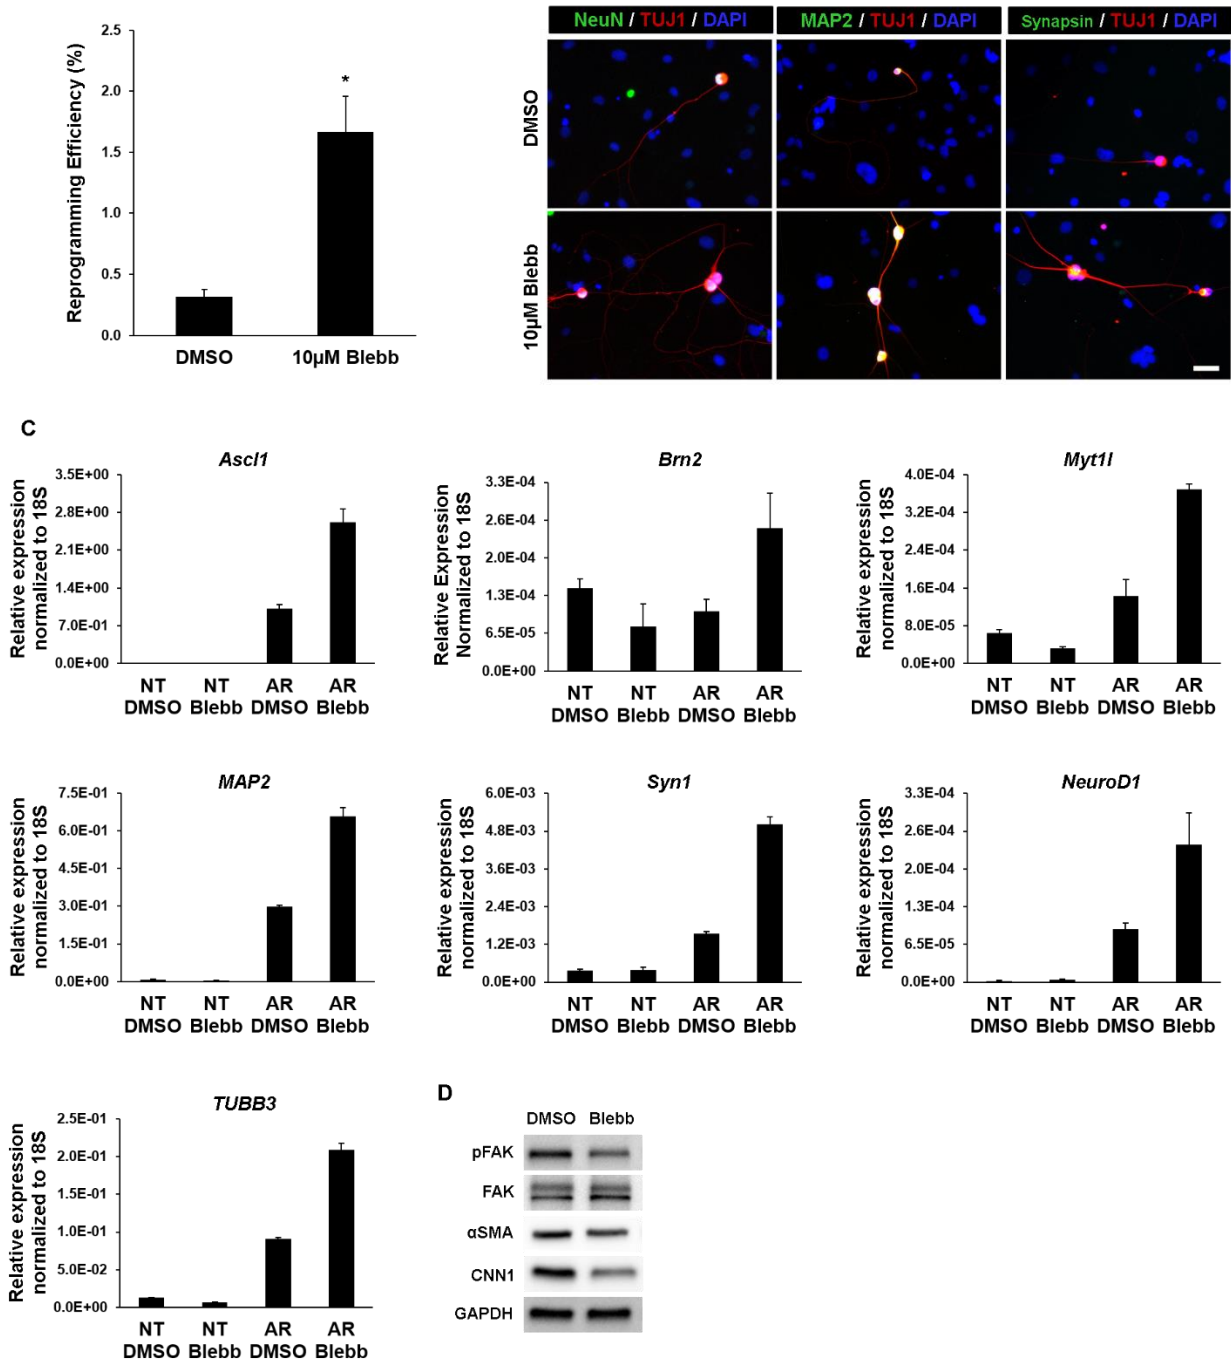 Reprogramming Efficiency (%)
2.5
2.0
1.5
1.0
0.5
0.0
*
DMSO
10μM Blebb
NeuN / TUJ1 / DAPI
MAP2 / TUJ1 / DAPI
Synapsin / TUJ1 / DAPI
DMSO
10μM Blebb
C
Ascl1
Relative expression
normalized to 18S
3.5E+00
2.8E+00
2.1E+00
1.4E+00
7.0E-01
0.0E+00
NT NT AR AR
DMSO Blebb DMSO Blebb
Brn2
Relative Expression
Normalized to 18S
3.3E-04
2.6E-04
2.0E-04
1.3E-04
6.5E-05
0.0E+00
NT NT AR AR
DMSO Blebb DMSO Blebb
Myt1l
Relative expression
normalized to 18S
4.0E-04
3.2E-04
2.4E-04
1.6E-04
8.0E-05
0.0E+00
NT NT AR AR
DMSO Blebb DMSO Blebb
MAP2
Relative expression
normalized to 18S
7.5E-01
6.0E-01
4.5E-01
3.0E-01
1.5E-01
0.0E+00
NT NT AR AR
DMSO Blebb DMSO Blebb
Syn1
Relative expression
normalized to 18S
6.0E-03
4.8E-03
3.6E-03
2.4E-03
1.2E-03
0.0E+00
NT NT AR AR
DMSO Blebb DMSO Blebb
NeuroD1
Relative expression
normalized to 18S
3.3E-04
2.6E-04
2.0E-04
1.3E-04
6.5E-05
0.0E+00
NT NT AR AR
DMSO Blebb DMSO Blebb
TUBB3
Relative expression
normalized to 18S
2.5E-01
2.0E-01
1.5E-01
1.0E-01
5.0E-02
0.0E+00
NT NT AR AR
DMSO Blebb DMSO Blebb
D
DMSO Blebb
pFAK
FAK
αSMA
CNN1
GAPDH